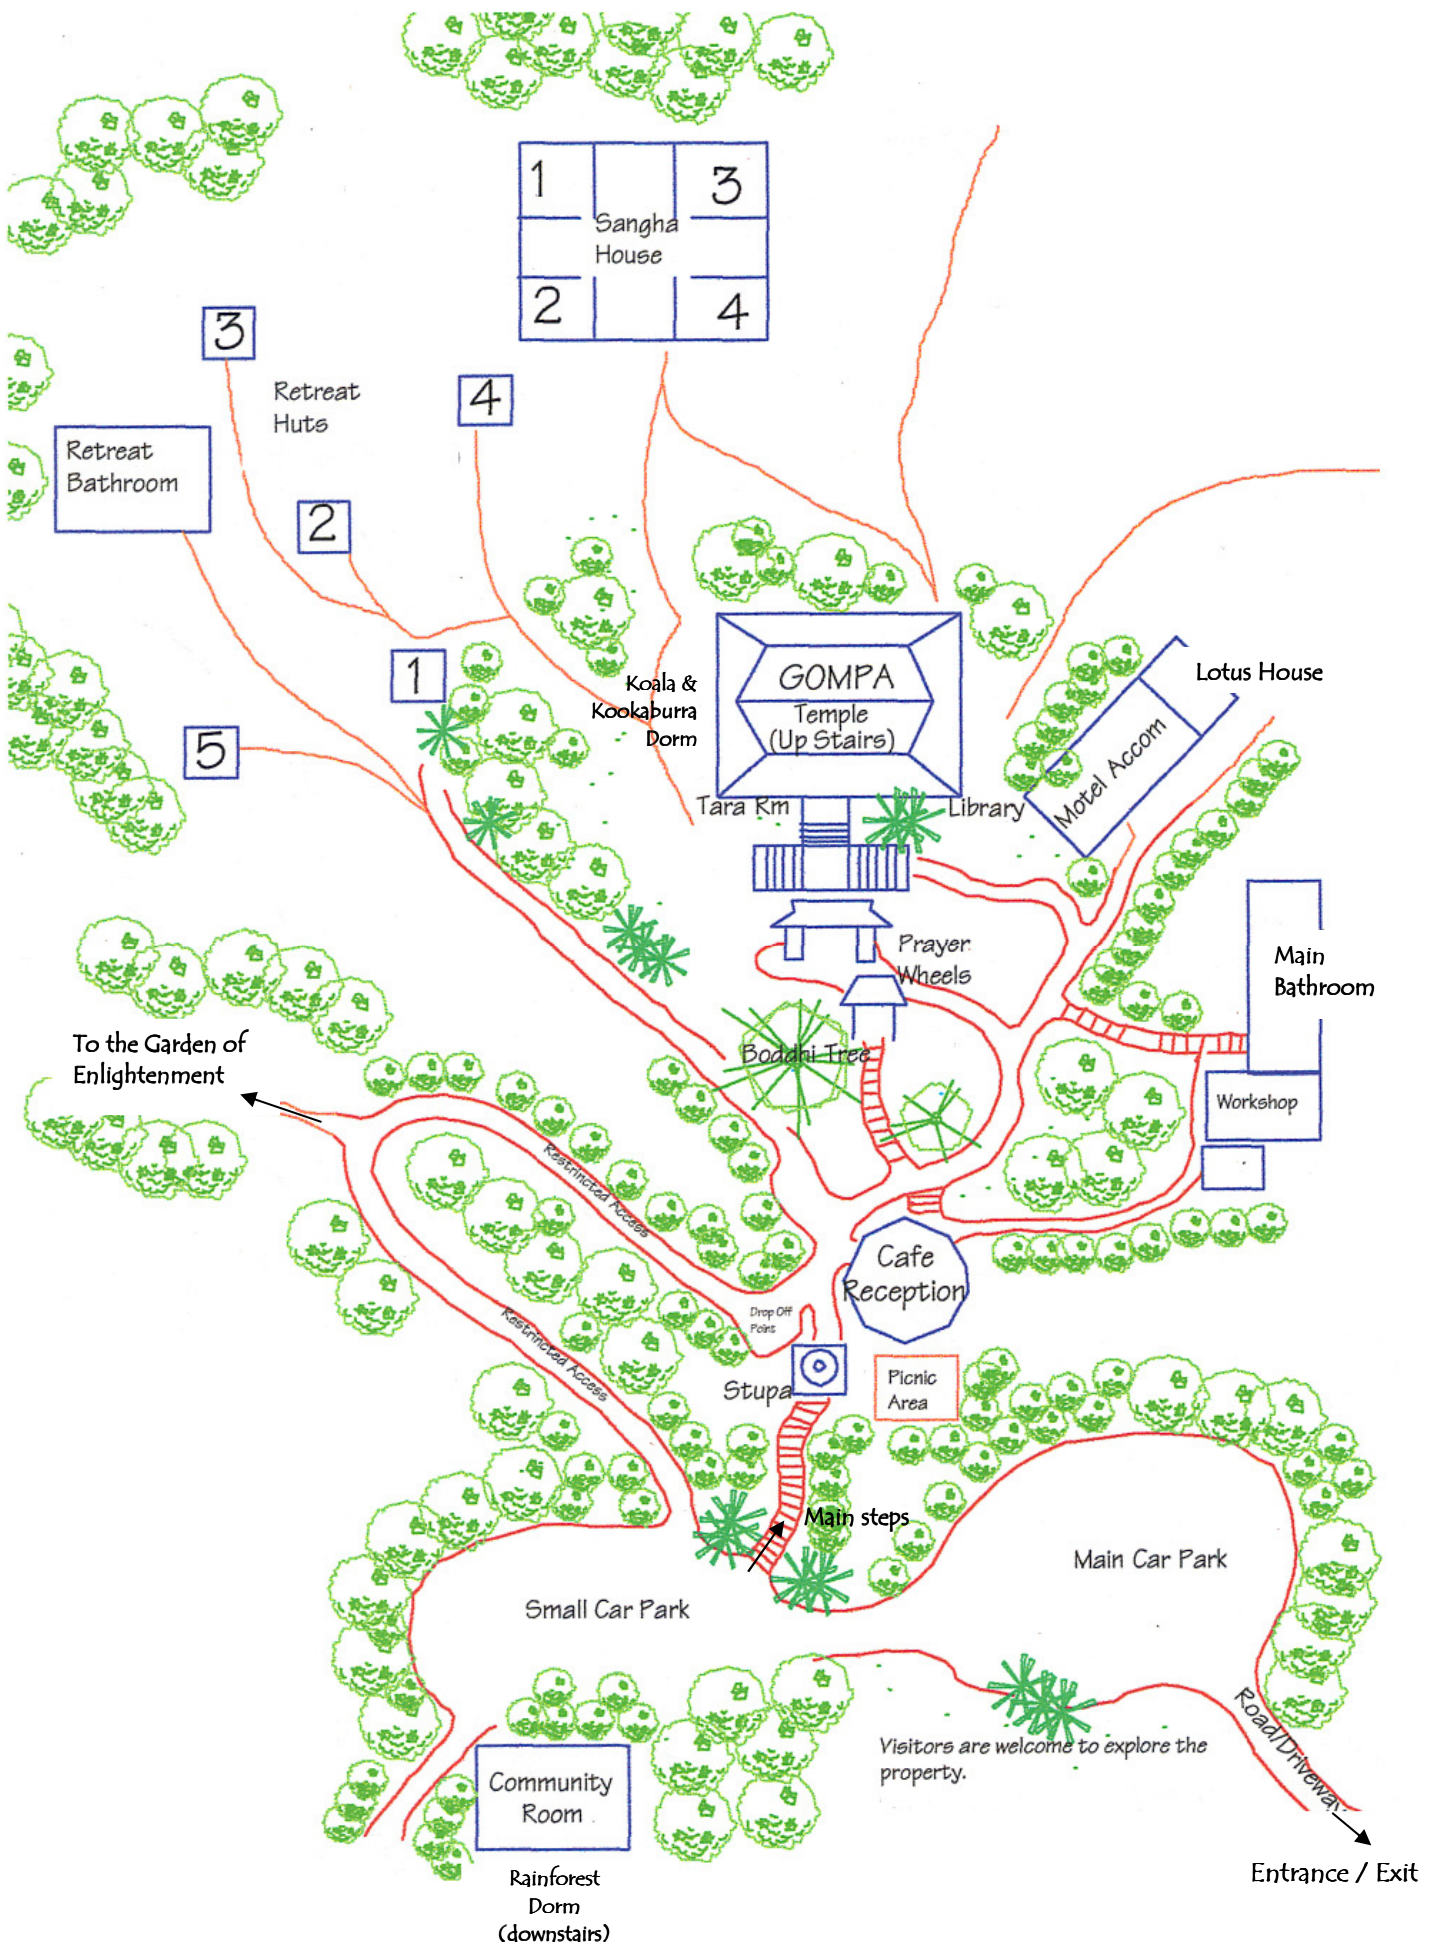 1
3
Sangha
House
2
4
3
Retreat
Huts
4
Retreat
Bathroom
2
1
5
Koala &
Kookaburra
Dorm
GOMPA
Temple
(Up Stairs)
Lotus House
Motel Accom
Tara Rm
Library
Prayer
Wheels
Main
Bathroom
Boddhi Tree
To the Garden of
Enlightenment
Workshop
Restrincted Access
Cafe
Reception
Drop Off
Point
Restrincted Access
Stupa
Picnic
Area
Main steps
Main Car Park
Small Car Park
Road/Driveway
Visitors are welcome to explore the
property.
Community
Room
Entrance / Exit
Rainforest
Dorm
(downstairs)